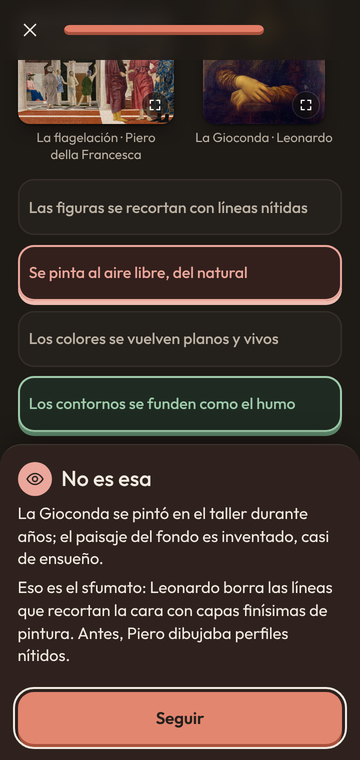 La flagelación · Piero
della Francesca
La Gioconda · Leonardo
Las figuras se recortan con líneas nítidas
Se pinta al aire libre, del natural
Los colores se vuelven planos y vivos
Los contornos se funden como el humo
No es esa
La Gioconda se pintó en el taller durante
años; el paisaje del fondo es inventado, casi
de ensueño.
Eso es el sfumato: Leonardo borra las líneas
que recortan la cara con capas finísimas de
pintura. Antes, Piero dibujaba perfiles
nítidos.
Seguir